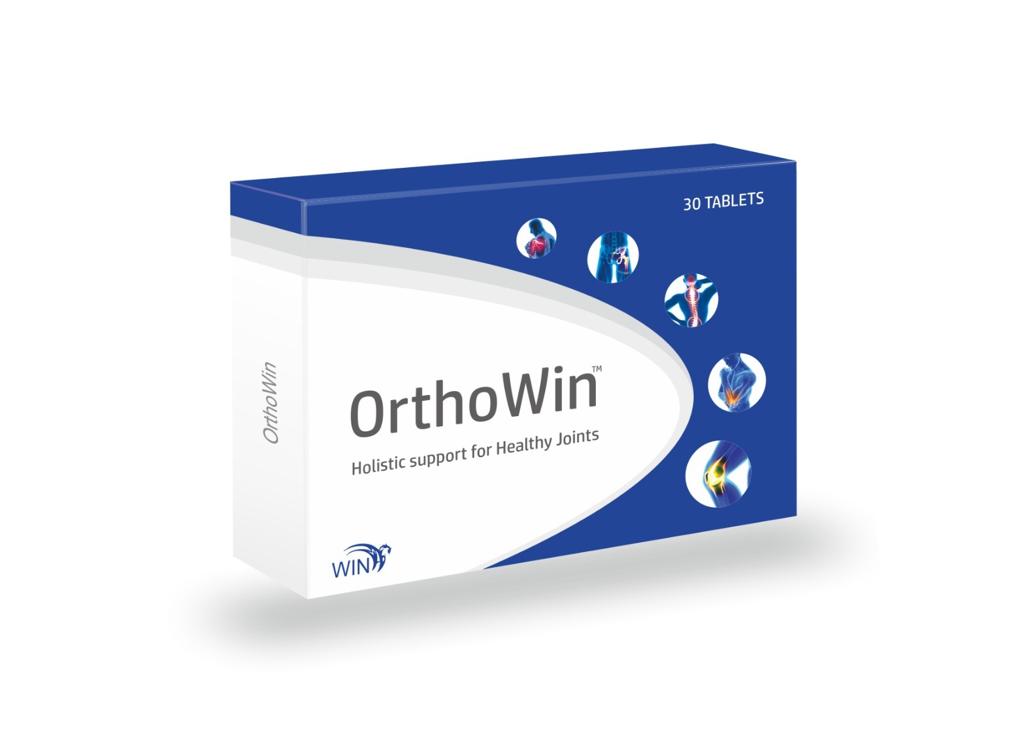 30 TABLETS
OrthoWin
OrthoWin™
Holistic support for Healthy Joints
WIN